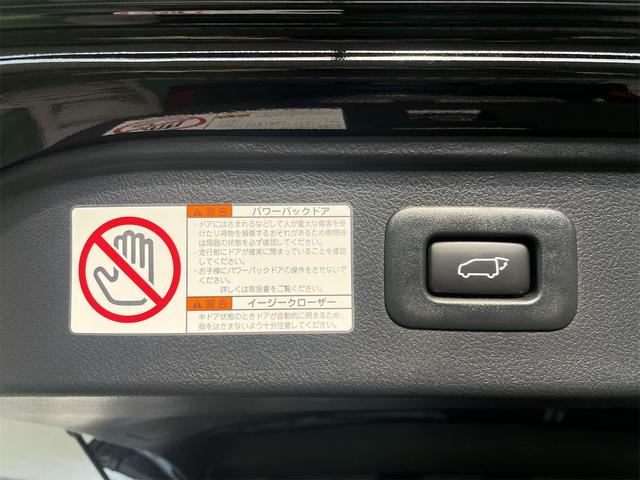 警告 パワーバックドア
・ドアにはさまれるなどして人が重大な傷害を受
けたり荷物を損傷するおそれがあるため開閉時
は周囲の状態を必ず確認してください。
・走行前にドアが確実に閉まっていることを確認
してください。
・お子様にパワーバックドアの操作をさせないで
ください。
詳しくは取扱書をご覧ください。
警告 イージークローザー
半ドア状態のときドアが自動的に閉まるため、
指をはさまないよう十分注意してください。